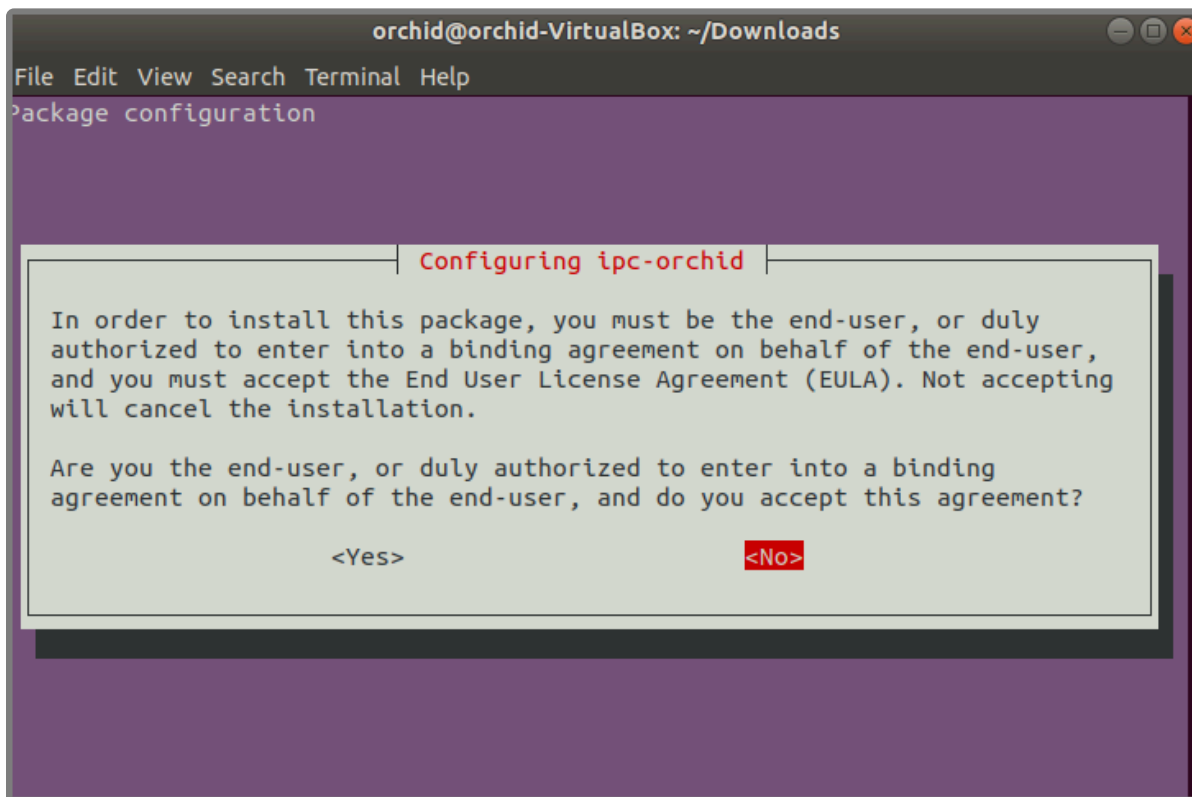 orchid@orchid-VirtualBox: ~/Downloads
File Edit View Search Terminal Help
Package configuration
Configuring ipc-orchid
In order to install this package, you must be the end-user, or duly
authorized to enter into a binding agreement on behalf of the end-user,
and you must accept the End User License Agreement (EULA). Not accepting
will cancel the installation.
Are you the end-user, or duly authorized to enter into a binding
agreement on behalf of the end-user, and do you accept this agreement?
<Yes> <No>